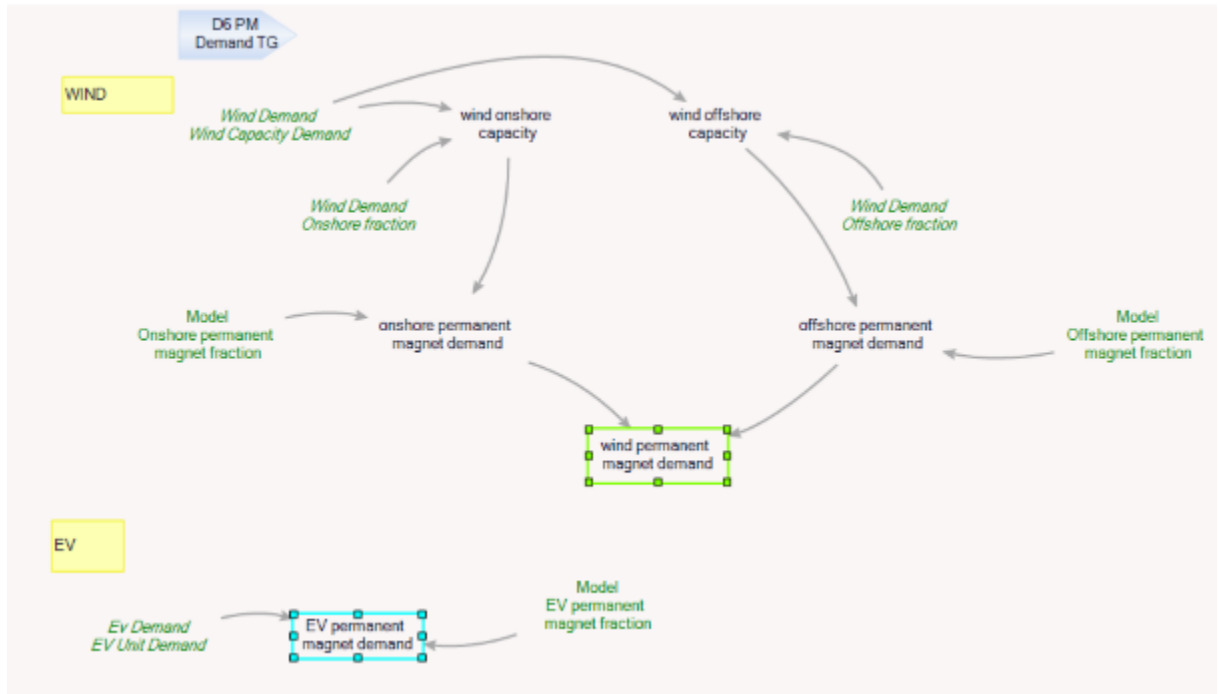 D6 PM
Demand TG
WIND
Wind Demand
Wind Capacity Demand
wind onshore
capacity
wind offshore
capacity
Wind Demand
Onshore fraction
Wind Demand
Offshore fraction
Model
Onshore permanent
magnet fraction
onshore permanent
magnet demand
offshore permanent
magnet demand
Model
Offshore permanent
magnet fraction
wind permanent
magnet demand
EV
Ev Demand
EV Unit Demand
EV permanent
magnet demand
Model
EV permanent
magnet fraction